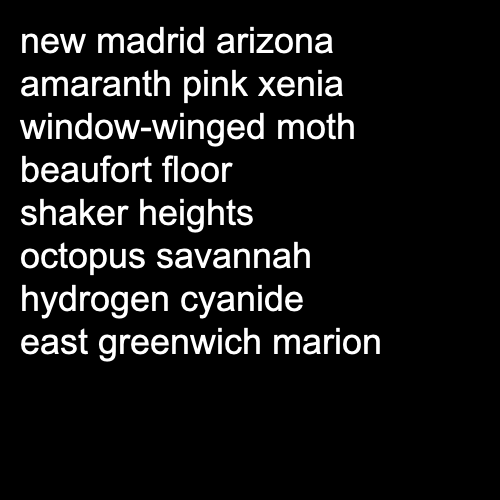 new madrid arizona
amaranth pink xenia
window-winged moth
beaufort floor
shaker heights
octopus savannah
hydrogen cyanide
east greenwich marion